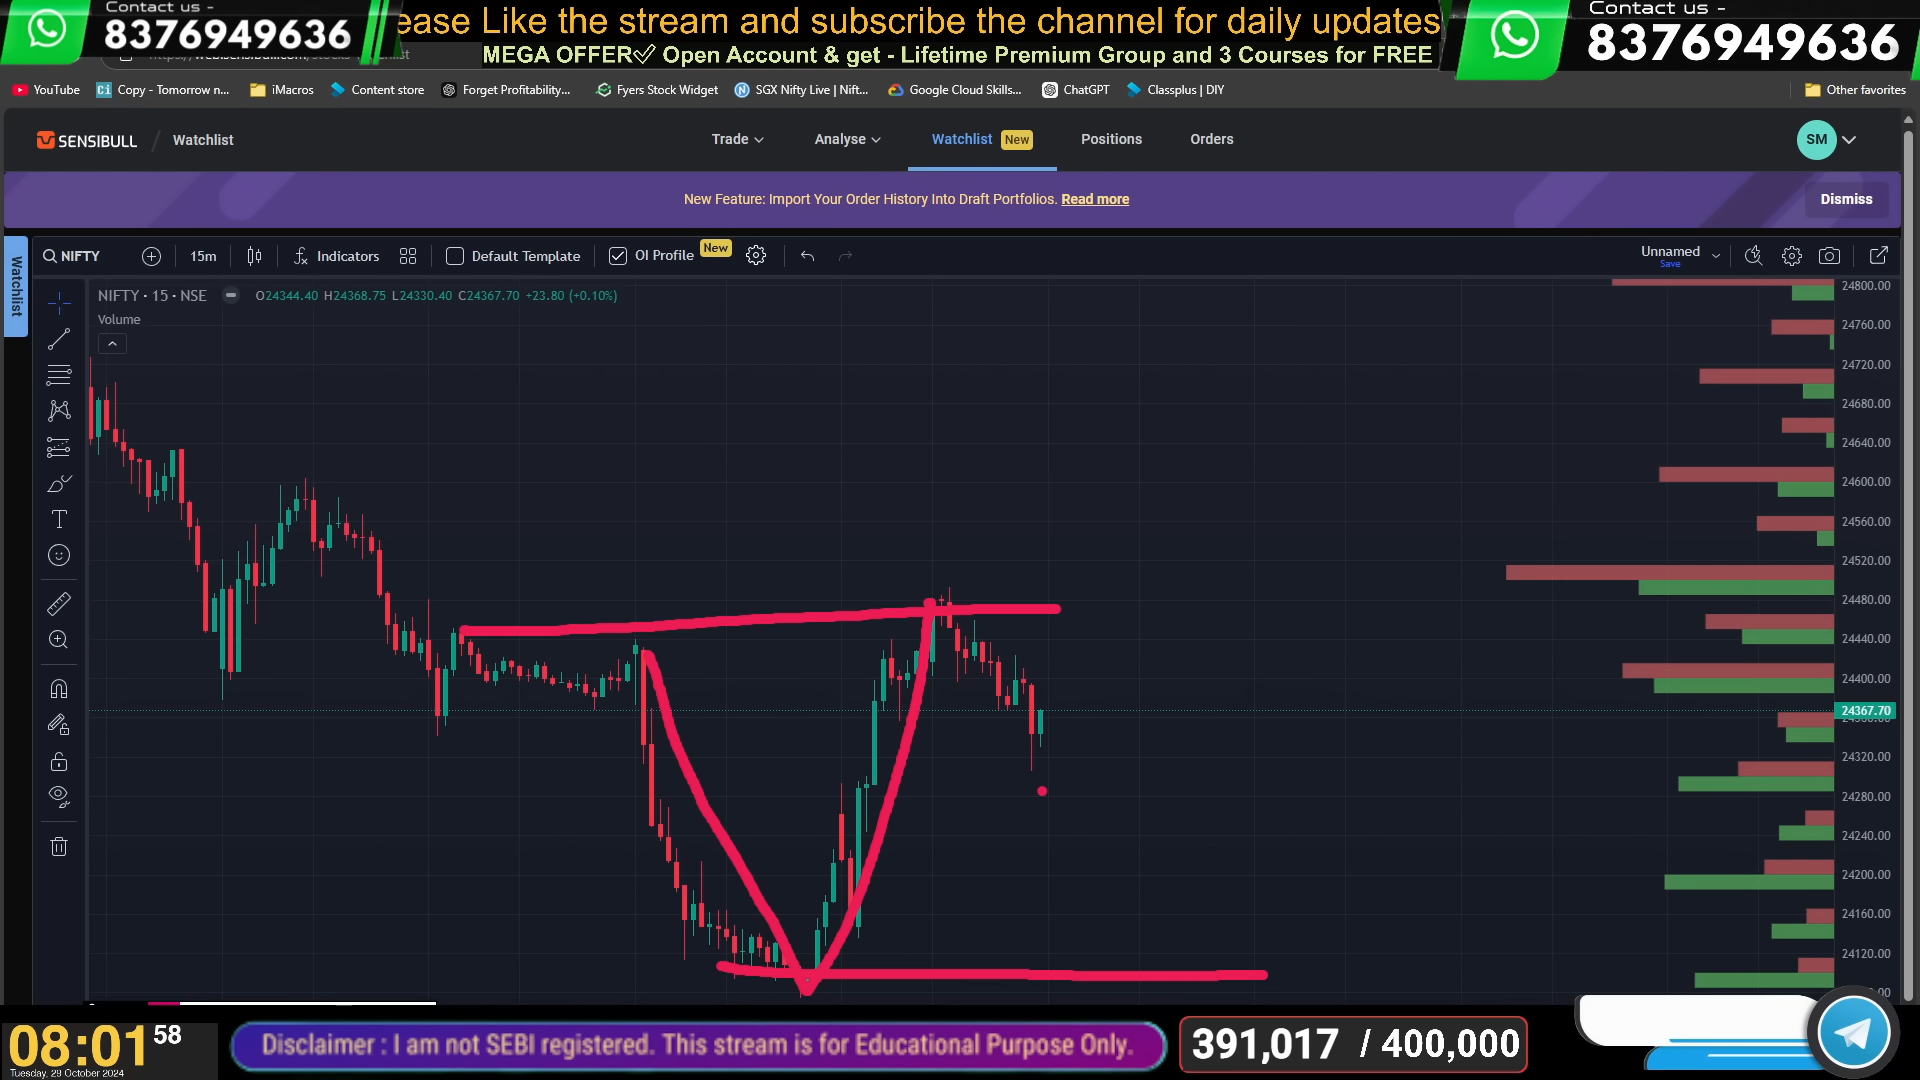 Contact us -
8376949636
ease Like the stream and subscribe the channel for daily updates
MEGA OFFER✅ Open Account & get - Lifetime Premium Group and 3 Courses for FREE
Contact us -
8376949636
YouTube
Copy - Tomorrow n...
iMacros
Content store
Forget Profitability...
Fyers Stock Widget
SGX Nifty Live | Nift...
Google Cloud Skills...
ChatGPT
Classplus | DIY
Other favorites
SENSIBULL / Watchlist
Trade
Analyse
Watchlist New
Positions
Orders
SM
New Feature: Import Your Order History Into Draft Portfolios. Read more
Dismiss
Watchlist
NIFTY
15m
Indicators
Default Template
OI Profile New
Unnamed
Save
NIFTY · 15 · NSE
O24344.40 H24368.75 L24330.40 C24367.70 +23.80 (+0.10%)
Volume
24800.00
24760.00
24720.00
24680.00
24640.00
24600.00
24560.00
24520.00
24480.00
24440.00
24400.00
24367.70
24320.00
24280.00
24240.00
24200.00
24160.00
24120.00
08:01 58
Tuesday, 29 October 2024
Disclaimer : I am not SEBI registered. This stream is for Educational Purpose Only.
391,017 / 400,000